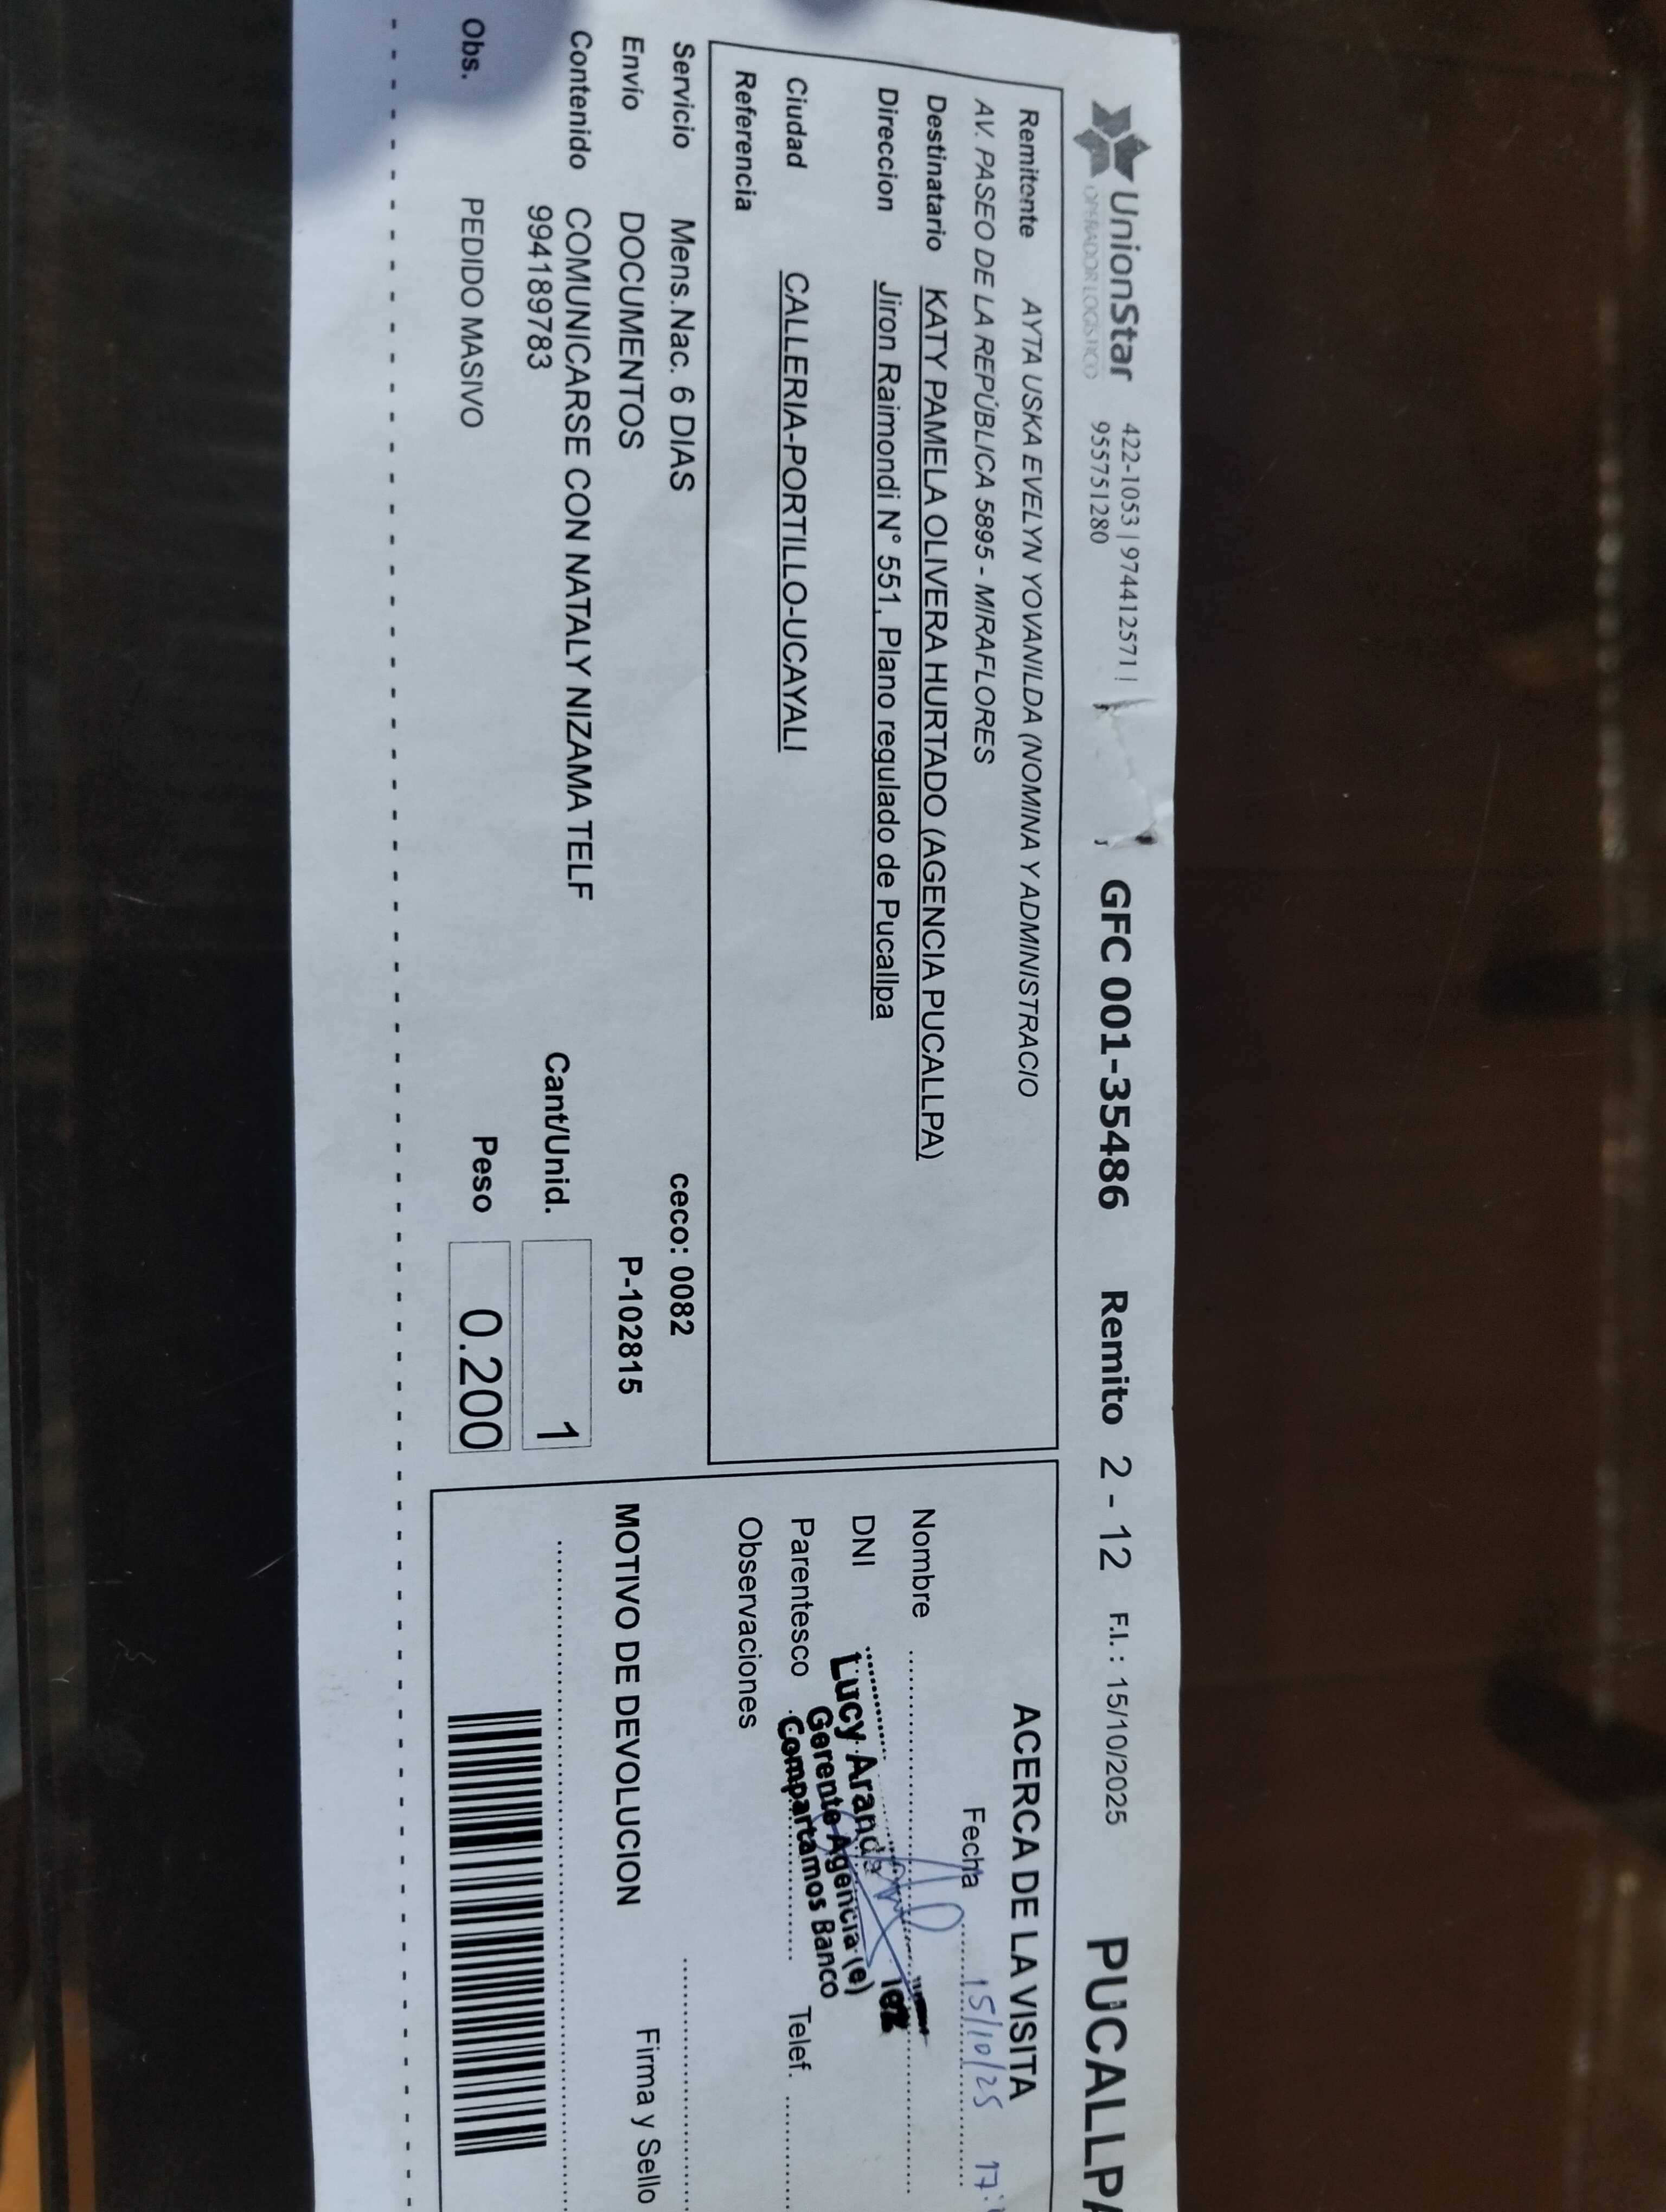 UnionStar
OPERADOR LOGISTICO
422-1053 | 974412571 |
955751280
GFC 001-35486 Remito 2 - 12 F.I. : 15/10/2025 PUCALLPA
Remitente AYTA USKA EVELYN YOVANILDA (NOMINA Y ADMINISTRACIO
AV. PASEO DE LA REPÚBLICA 5895 - MIRAFLORES
Destinatario KATY PAMELA OLIVERA HURTADO (AGENCIA PUCALLPA)
Direccion Jiron Raimondi N° 551, Plano regulado de Pucallpa
Ciudad CALLERIA-PORTILLO-UCAYALI
Referencia
Servicio Mens.Nac. 6 DIAS ceco: 0082
Envio DOCUMENTOS P-102815
Contenido COMUNICARSE CON NATALY NIZAMA TELF
994189783
Cant/Unid. 1
Obs. PEDIDO MASIVO
Peso 0.200
ACERCA DE LA VISITA
Fecha 15/10/25
Nombre
DNI
Lucy Aranda
Gerente Agencia (e)
Compartamos Banco
Parentesco Telef.
Observaciones
Firma y Sello
MOTIVO DE DEVOLUCION